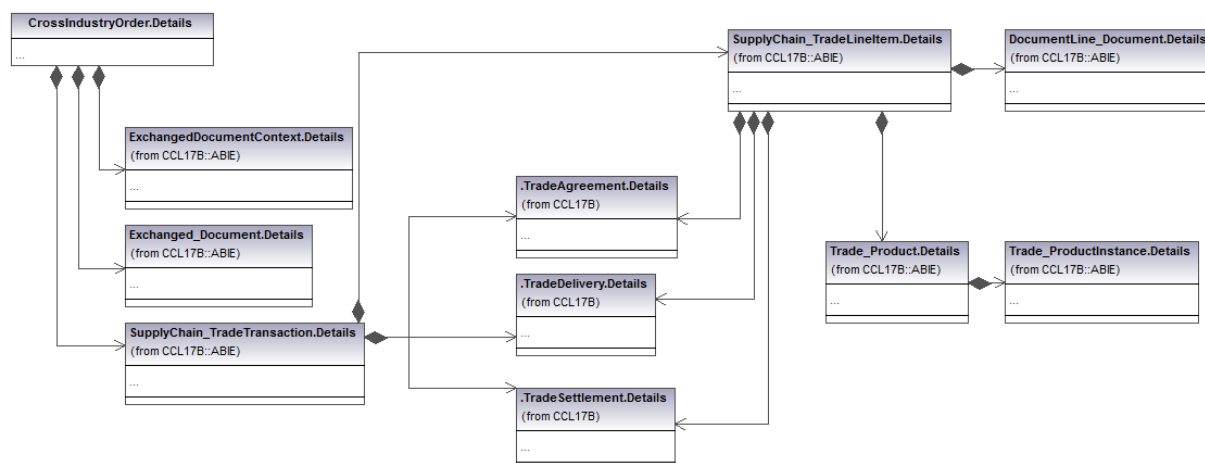 CrossIndustryOrder.Details
...
ExchangedDocumentContext.Details
(from CCL17B::ABIE)
...
Exchanged_Document.Details
(from CCL17B::ABIE)
...
SupplyChain_TradeTransaction.Details
(from CCL17B::ABIE)
...
.TradeAgreement.Details
(from CCL17B)
...
.TradeDelivery.Details
(from CCL17B)
...
.TradeSettlement.Details
(from CCL17B)
...
SupplyChain_TradeLineItem.Details
(from CCL17B::ABIE)
...
DocumentLine_Document.Details
(from CCL17B::ABIE)
...
Trade_Product.Details
(from CCL17B::ABIE)
...
Trade_ProductInstance.Details
(from CCL17B::ABIE)
...